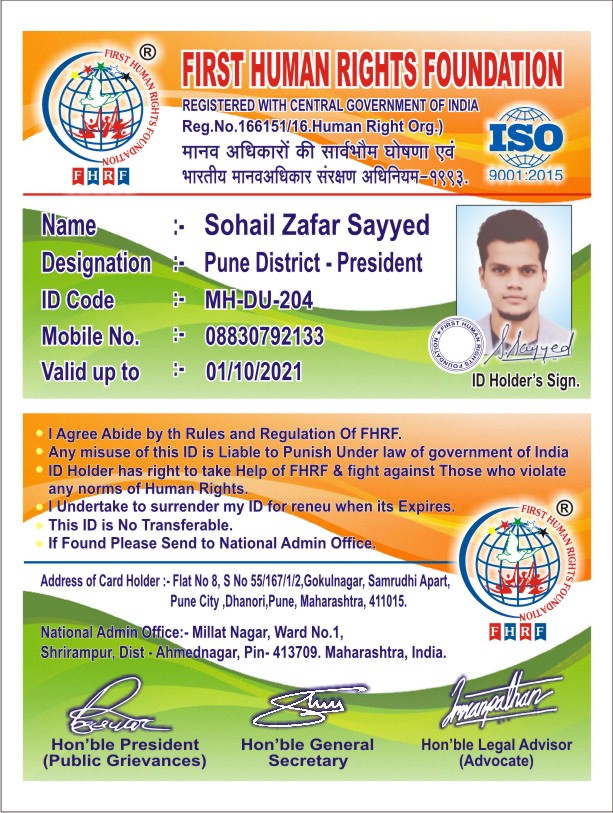 FIRST HUMAN RIGHTS FOUNDATION
®
FIRST HUMAN RIGHTS FOUNDATION
FHRF
REGISTERED WITH CENTRAL GOVERNMENT OF INDIA
Reg.No.166151/16.Human Right Org.)
मानव अधिकारों की सार्वभौम घोषणा एवं
भारतीय मानवअधिकार संरक्षण अधिनियम-१९९३.
ISO
9001:2015
Name :- Sohail Zafar Sayyed
Designation :- Pune District - President
ID Code :- MH-DU-204
Mobile No. :- 08830792133
Valid up to :- 01/10/2021
FIRST HUMAN RIGHTS FOUNDATION
S.Sayyed
ID Holder's Sign.
I Agree Abide by th Rules and Regulation Of FHRF.
Any misuse of this ID is Liable to Punish Under law of government of India
ID Holder has right to take Help of FHRF & fight against Those who violate
any norms of Human Rights.
I Undertake to surrender my ID for reneu when its Expires.
This ID is No Transferable.
If Found Please Send to National Admin Office.
®
FIRST HUMAN RIGHTS FOUNDATION
FHRF
Address of Card Holder :- Flat No 8, S No 55/167/1/2,Gokulnagar, Samrudhi Apart,
Pune City ,Dhanori,Pune, Maharashtra, 411015.
National Admin Office:- Millat Nagar, Ward No.1,
Shrirampur, Dist - Ahmednagar, Pin- 413709. Maharashtra, India.
Imranpathan
Hon'ble President
(Public Grievances)
Hon'ble General
Secretary
Hon'ble Legal Advisor
(Advocate)